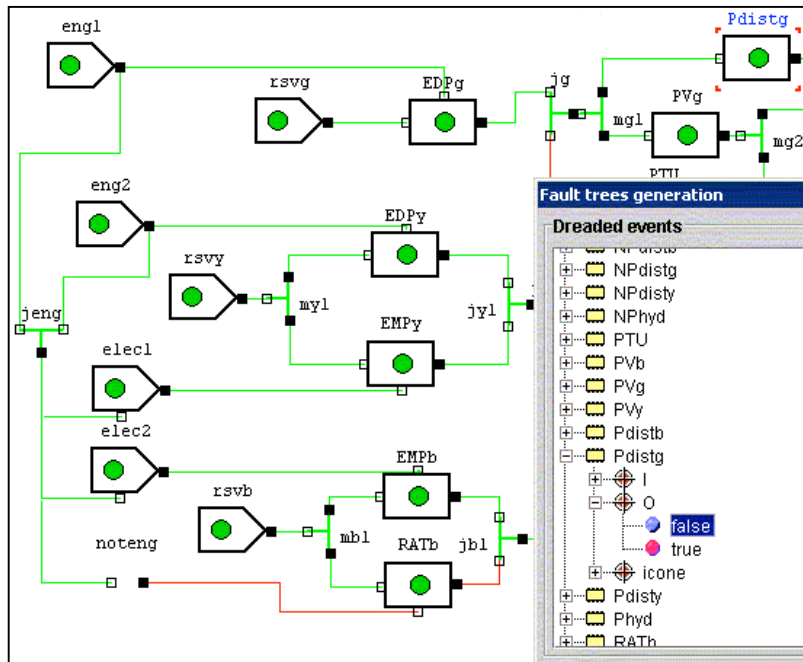 Pdistg
eng1
EDPg
jg
rsvg
PVg
mg1
mg2
PTU
Fault trees generation
Dreaded events
eng2
EDPy
rsvy
my1
jy1
EMPy
jeng
elec1
elec2
EMPb
rsvb
mb1
jb1
RATb
noteng
NPdistb
NPdistg
NPdisty
NPhyd
PTU
PVb
PVg
PVy
Pdistb
Pdistg
I
O
false
true
icone
Pdisty
Phyd
RATb